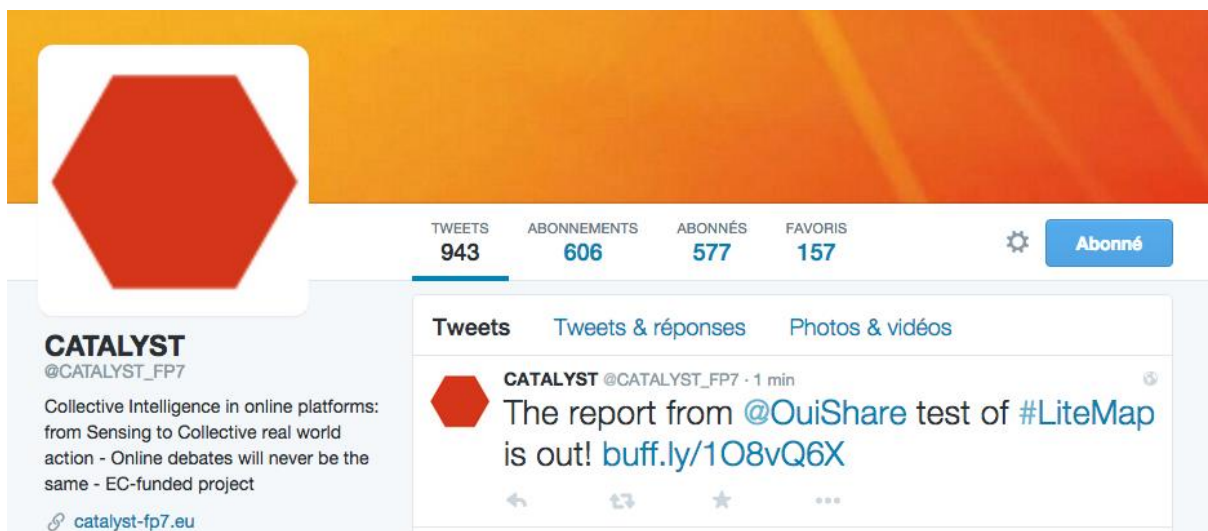 TWEETS ABONNEMENTS ABONNÉS FAVORIS
943 606 577 157
Abonné
CATALYST
@CATALYST_FP7
Collective Intelligence in online platforms:
from Sensing to Collective real world
action - Online debates will never be the
same - EC-funded project
catalyst-fp7.eu
Tweets Tweets & réponses Photos & vidéos
CATALYST @CATALYST_FP7 · 1 min
The report from @OuiShare test of #LiteMap
is out! buff.ly/1O8vQ6X